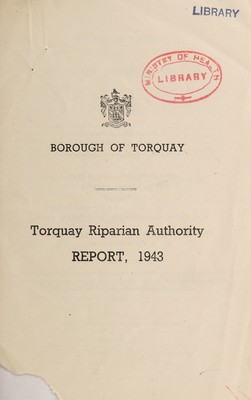 LIBRARY
MINISTRY OF HEALTH
LIBRARY
BOROUGH OF TORQUAY
Torquay Riparian Authority
REPORT, 1943